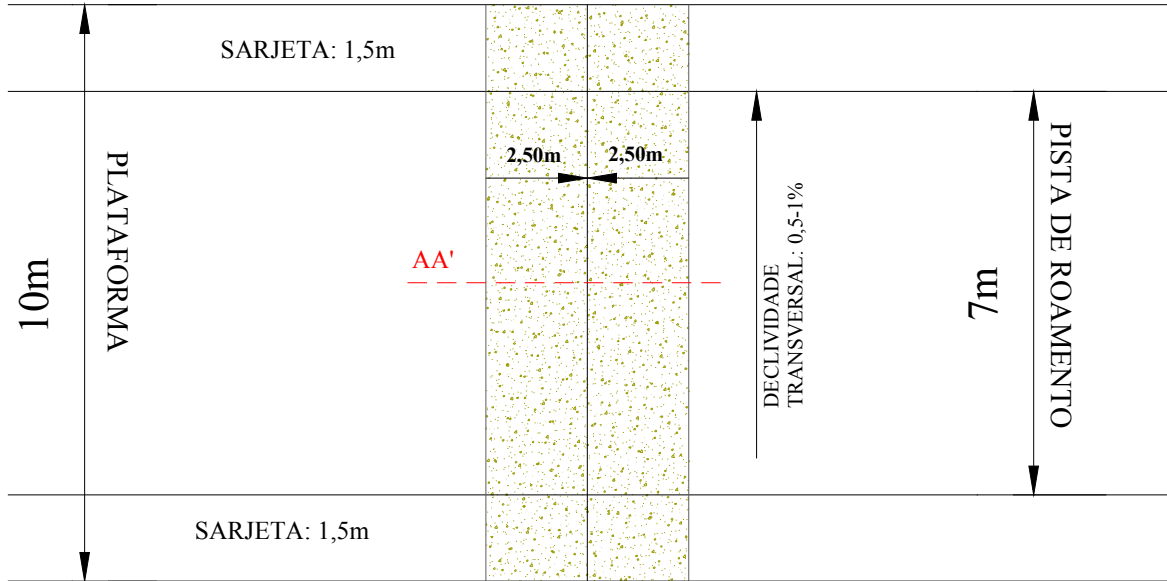 SARJETA: 1,5m
2,50m 2,50m
PLATAFORMA
10m
AA'
DECLIVIDADE
TRANSVERSAL: 0,5-1%
7m
PISTA DE ROAMENTO
SARJETA: 1,5m